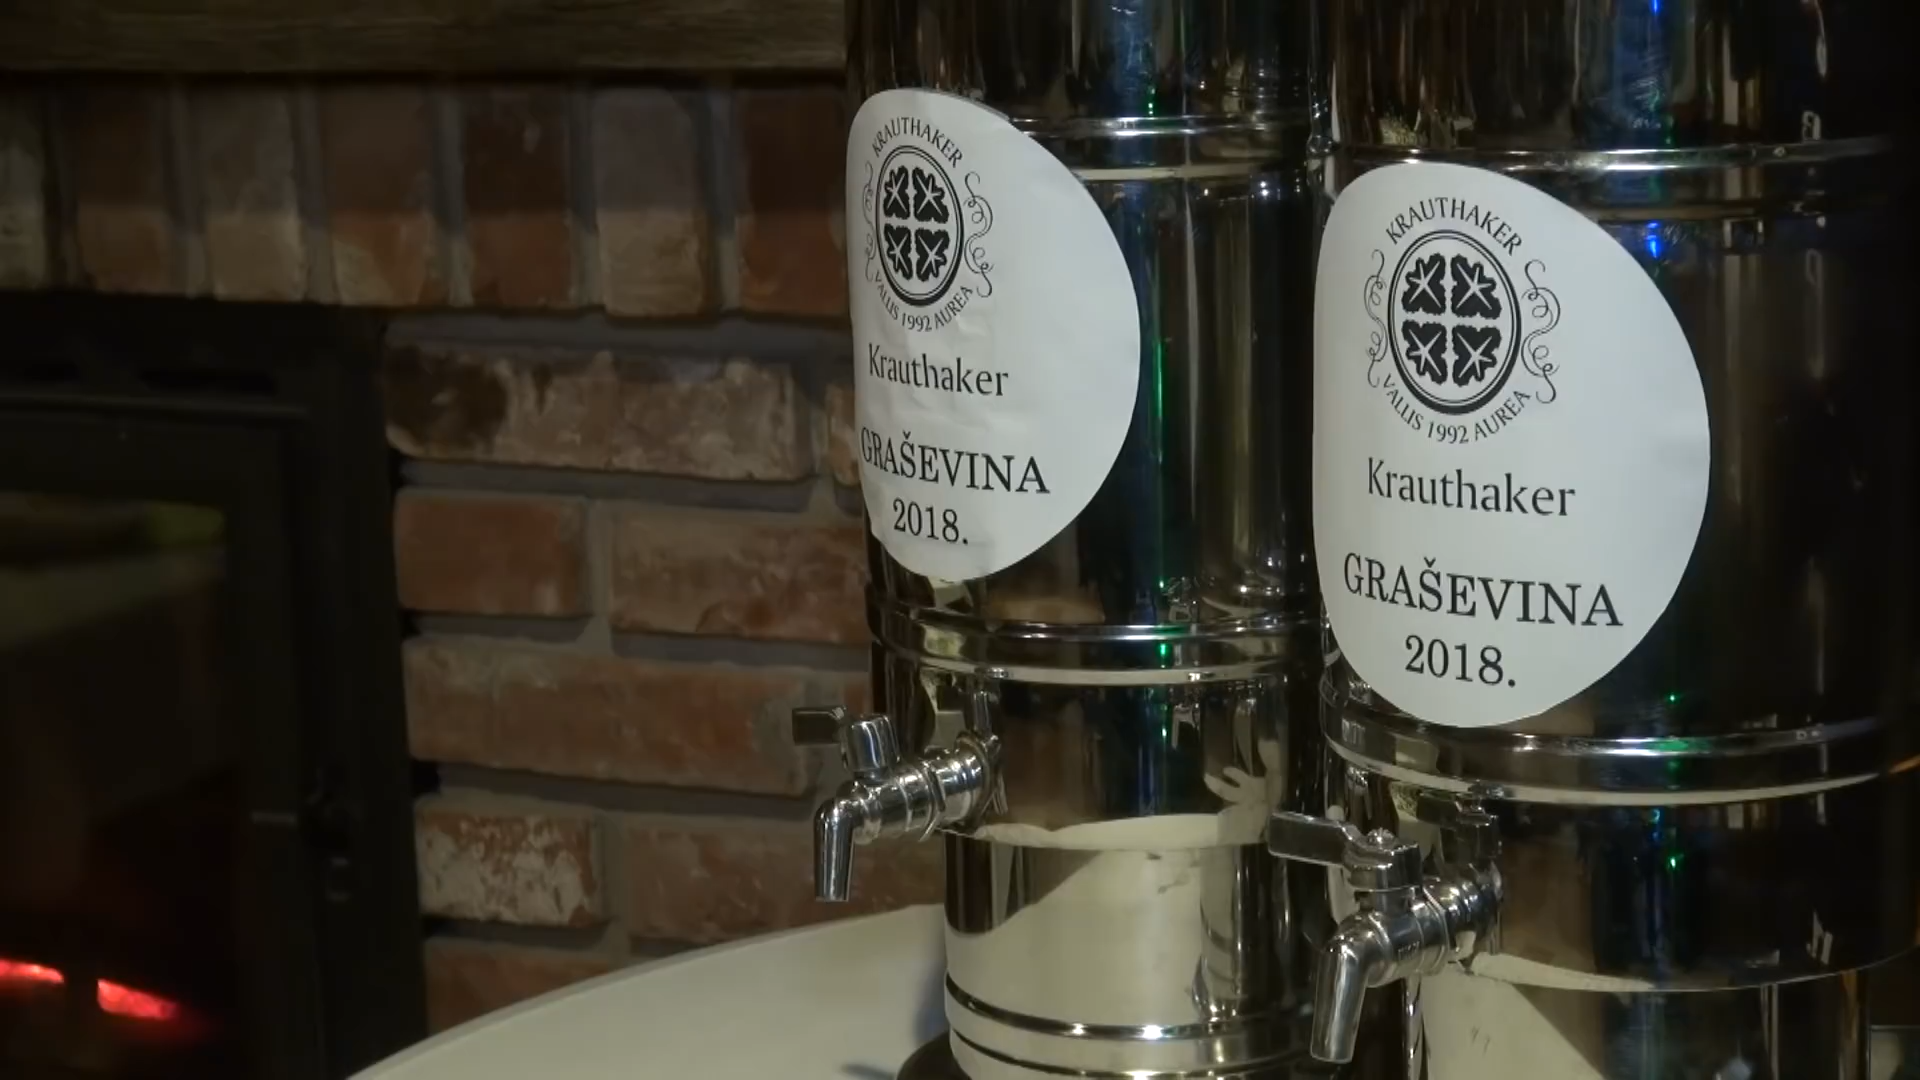 KRAUTHAKER
VALLIS 1992 AUREA
Krauthaker
GRAŠEVINA
2018.
KRAUTHAKER
VALLIS 1992 AUREA
Krauthaker
GRAŠEVINA
2018.